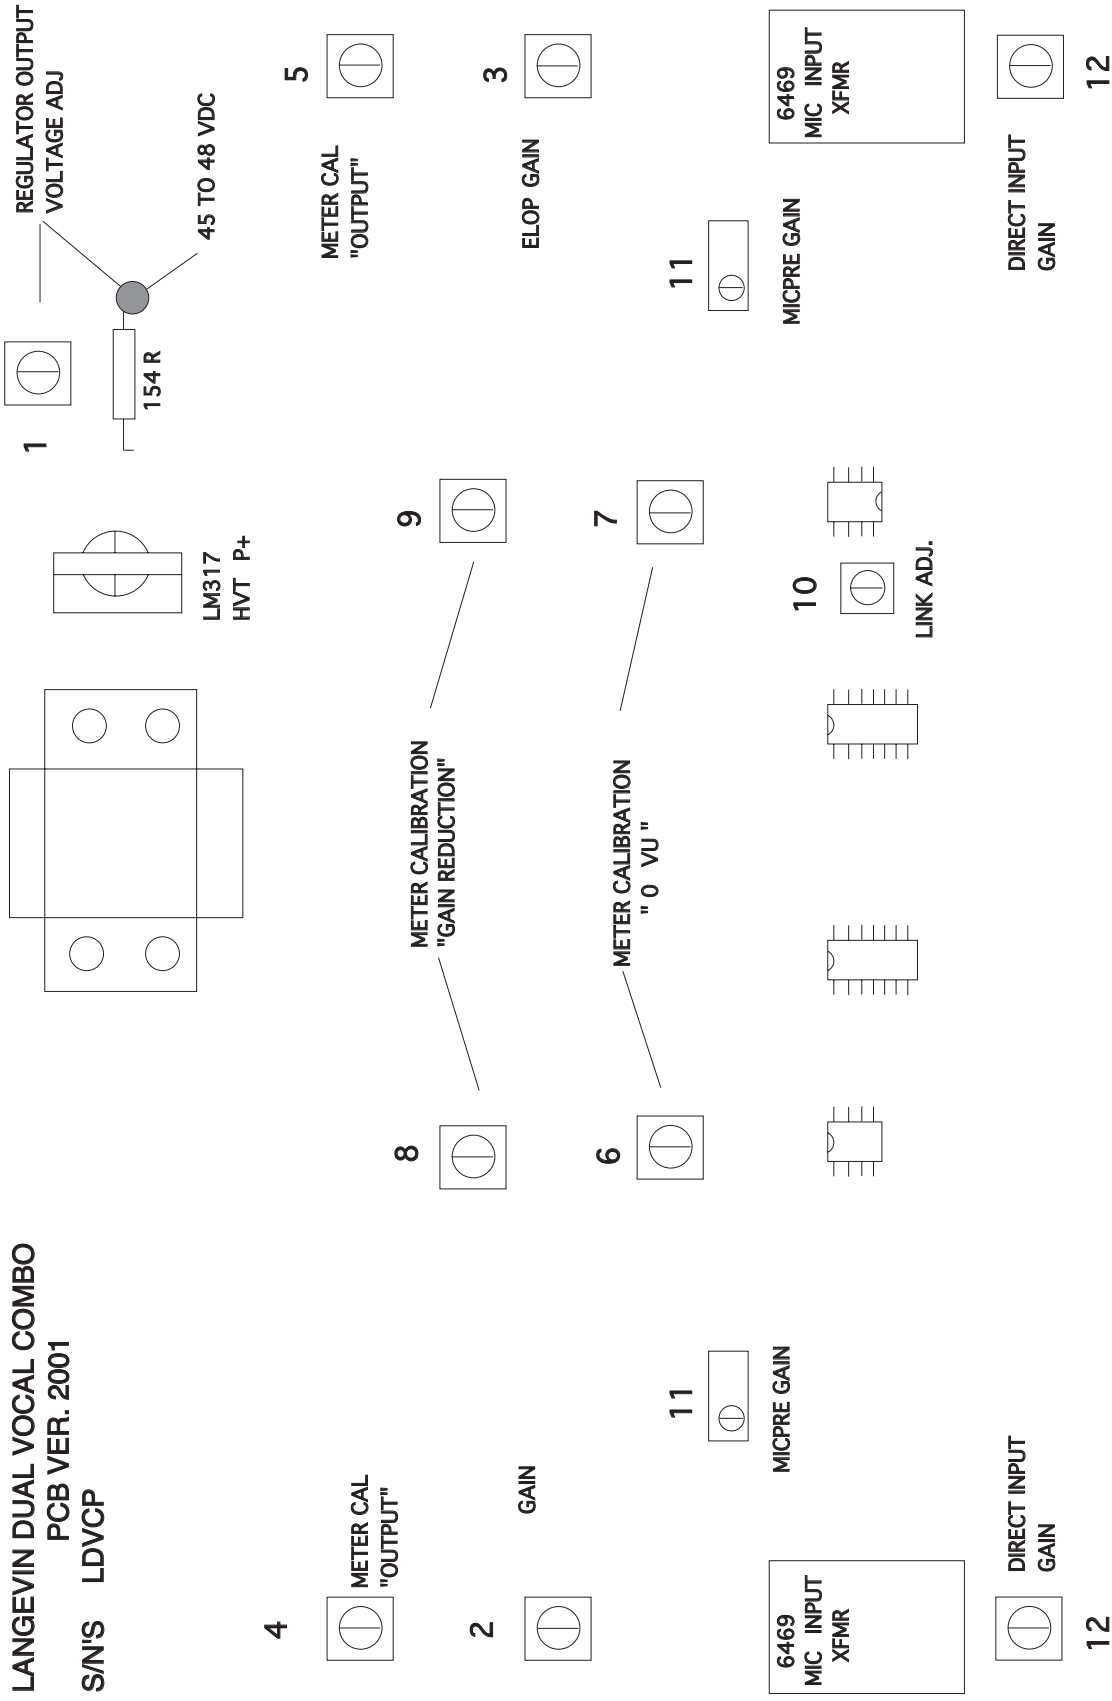 LANGEVIN DUAL VOCAL COMBO
PCB VER. 2001
S/N'S LDVCP
1
REGULATOR OUTPUT
VOLTAGE ADJ
154 R
45 TO 48 VDC
LM317
HVT P+
4
METER CAL
"OUTPUT"
5
METER CAL
"OUTPUT"
8
METER CALIBRATION
"GAIN REDUCTION"
9
2
GAIN
3
ELOP GAIN
6
METER CALIBRATION
" 0 VU "
7
11
MICPRE GAIN
11
MICPRE GAIN
6469
MIC INPUT
XFMR
10
LINK ADJ.
6469
MIC INPUT
XFMR
DIRECT INPUT
GAIN
12
DIRECT INPUT
GAIN
12